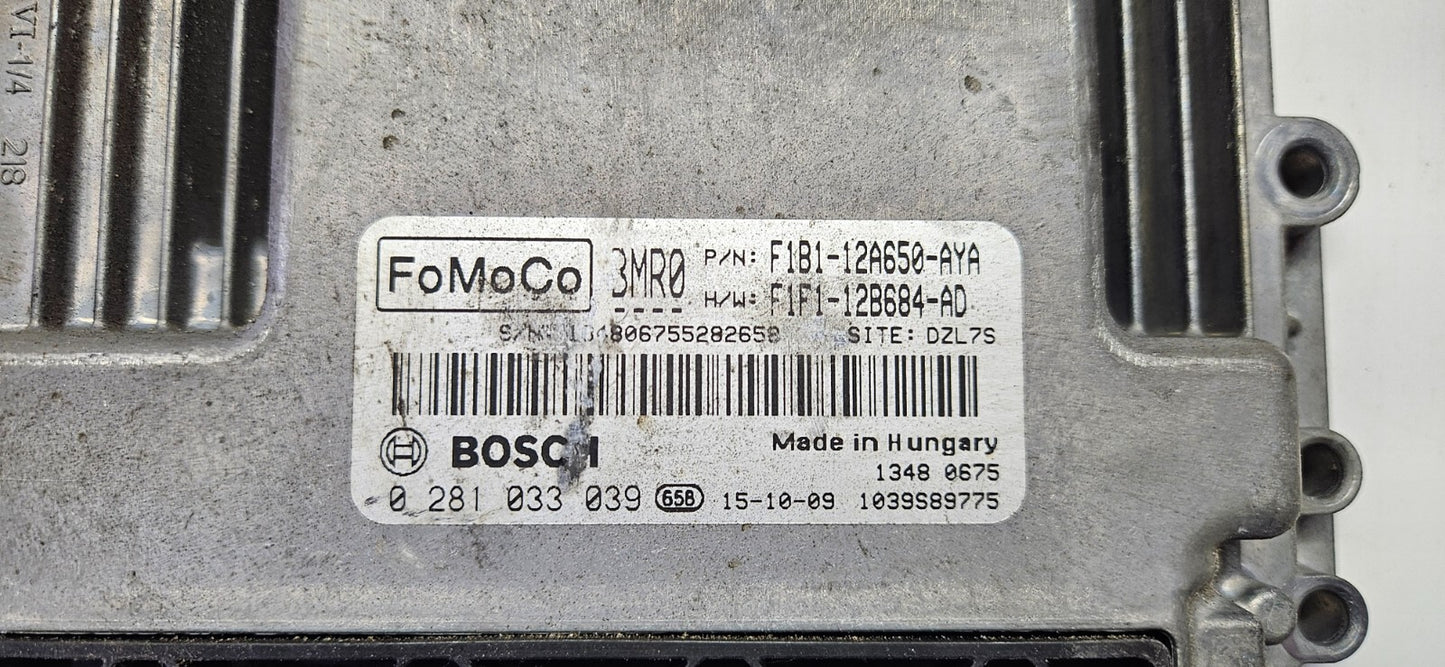 VI-1/4 218
FoMoCo 3MR0 P/N: F1B1-12A650-AYA
H/W: F1F1-12B684-AD
S/N: SITE: DZL7S
BOSCH Made in Hungary
1348 0675
0 281 033 039 658 15-10-09 1039S89775